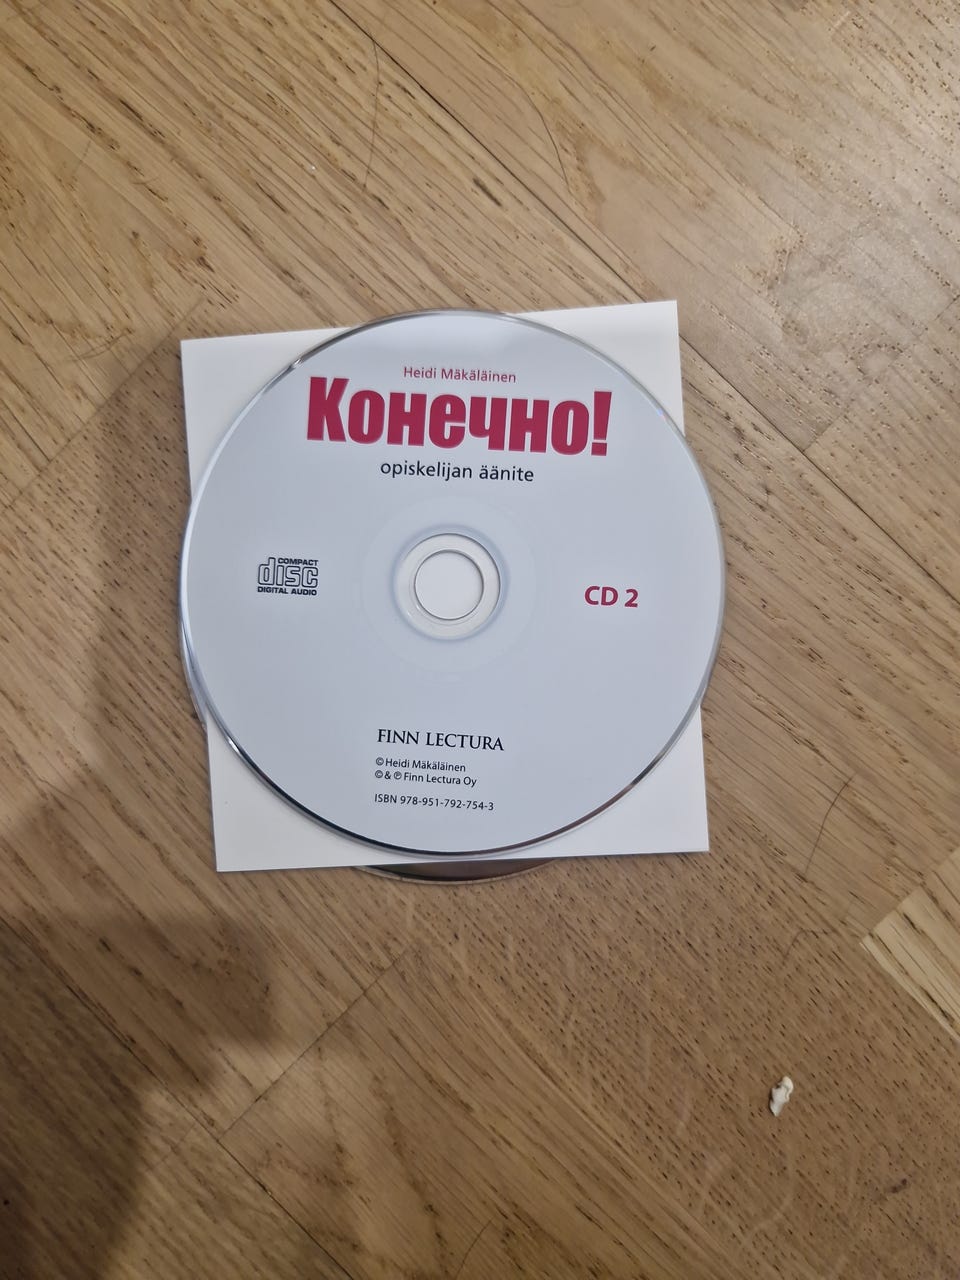 Heidi Mäkäläinen
Конечно!
opiskelijan äänite
COMPACT
disc
DIGITAL AUDIO
CD 2
FINN LECTURA
© Heidi Mäkäläinen
© & ℗ Finn Lectura Oy
ISBN 978-951-792-754-3